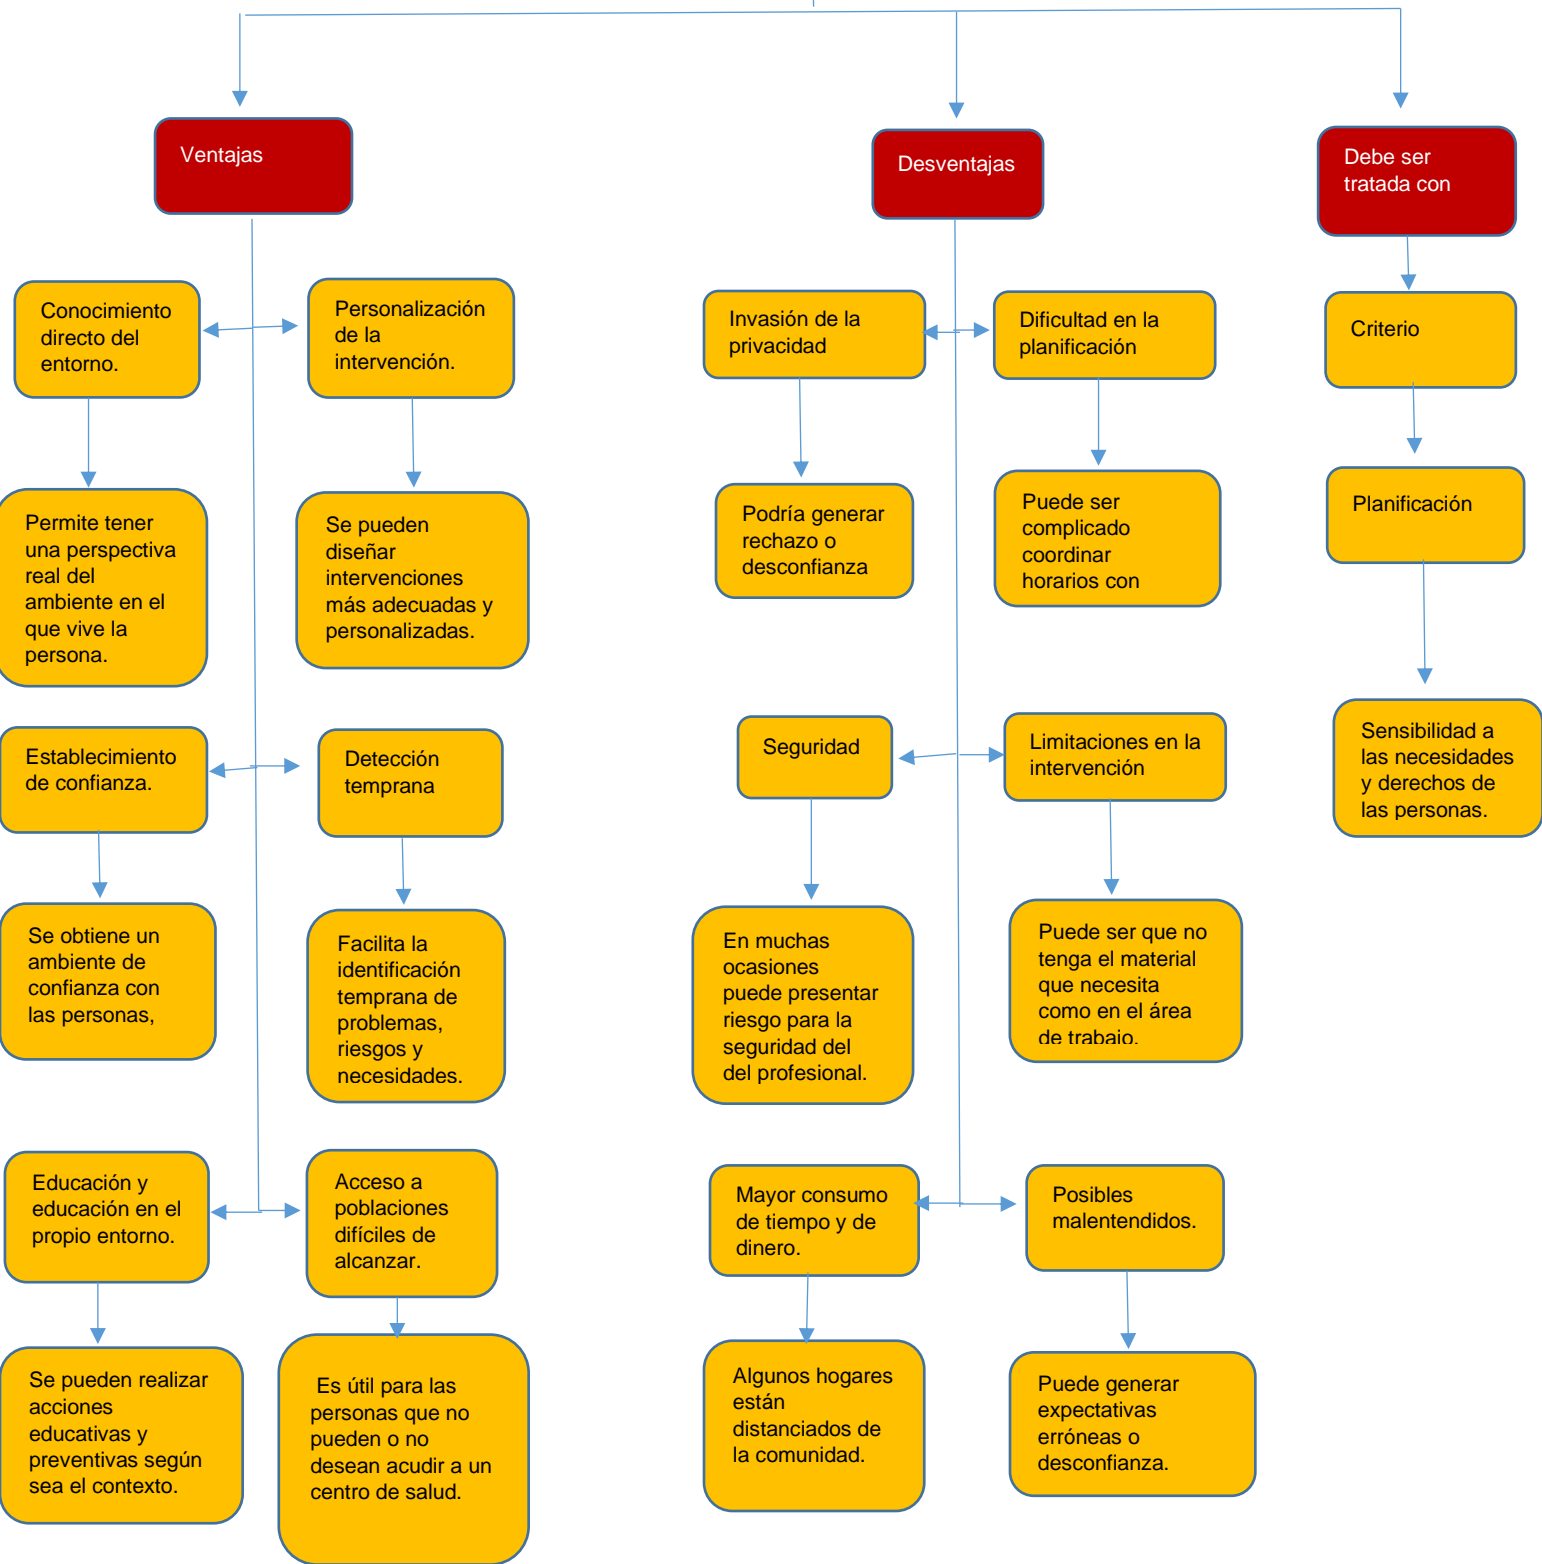 Ventajas
Desventajas
Debe ser
tratada con
Conocimiento
directo del
entorno.
Personalización
de la
intervención.
Invasión de la
privacidad
Dificultad en la
planificación
Criterio
Permite tener
una perspectiva
real del
ambiente en el
que vive la
persona.
Se pueden
diseñar
intervenciones
más adecuadas y
personalizadas.
Podría generar
rechazo o
desconfianza
Puede ser
complicado
coordinar
horarios con
Planificación
Establecimiento
de confianza.
Detección
temprana
Seguridad
Limitaciones en la
intervención
Sensibilidad a
las necesidades
y derechos de
las personas.
Se obtiene un
ambiente de
confianza con
las personas,
Facilita la
identificación
temprana de
problemas,
riesgos y
necesidades.
En muchas
ocasiones
puede presentar
riesgo para la
seguridad del
del profesional.
Puede ser que no
tenga el material
que necesita
como en el área
de trabajo.
Educación y
educación en el
propio entorno.
Acceso a
poblaciones
difíciles de
alcanzar.
Mayor consumo
de tiempo y de
dinero.
Posibles
malentendidos.
Se pueden realizar
acciones
educativas y
preventivas según
sea el contexto.
Es útil para las
personas que no
pueden o no
desean acudir a un
centro de salud.
Algunos hogares
están
distanciados de
la comunidad.
Puede generar
expectativas
erróneas o
desconfianza.